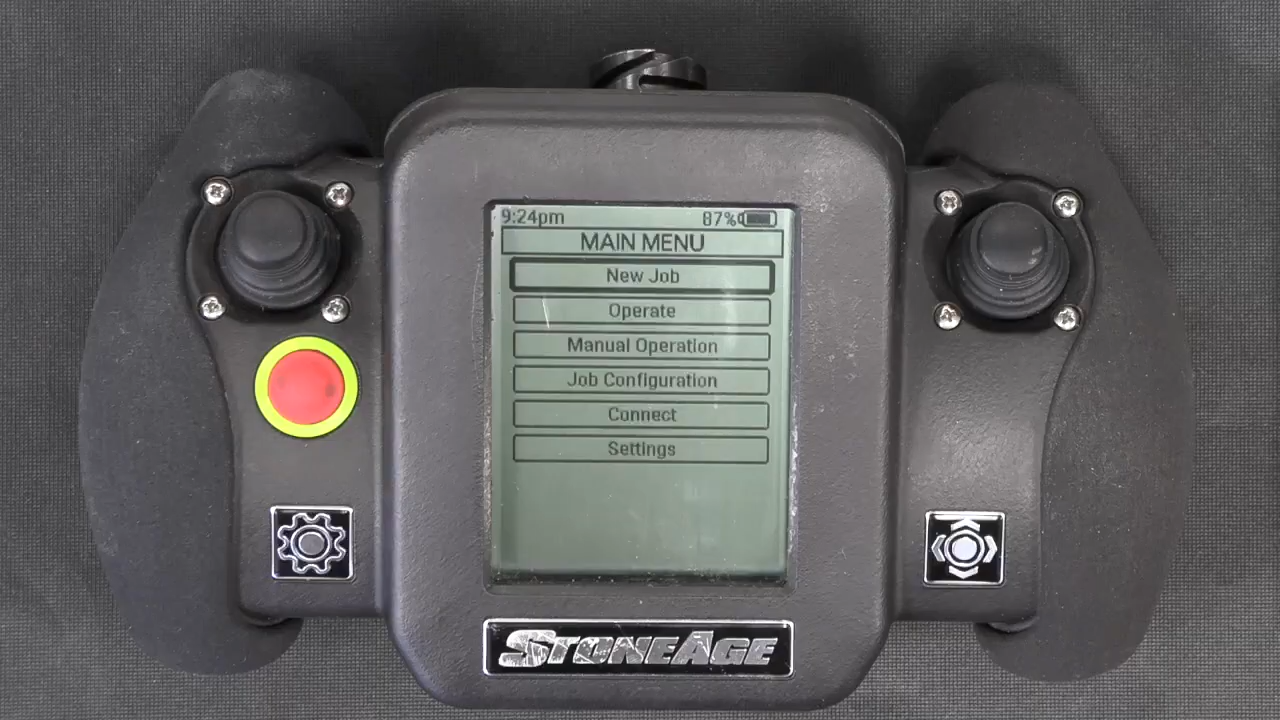 9:24pm 87%
MAIN MENU
New Job
Operate
Manual Operation
Job Configuration
Connect
Settings
STONEAGE